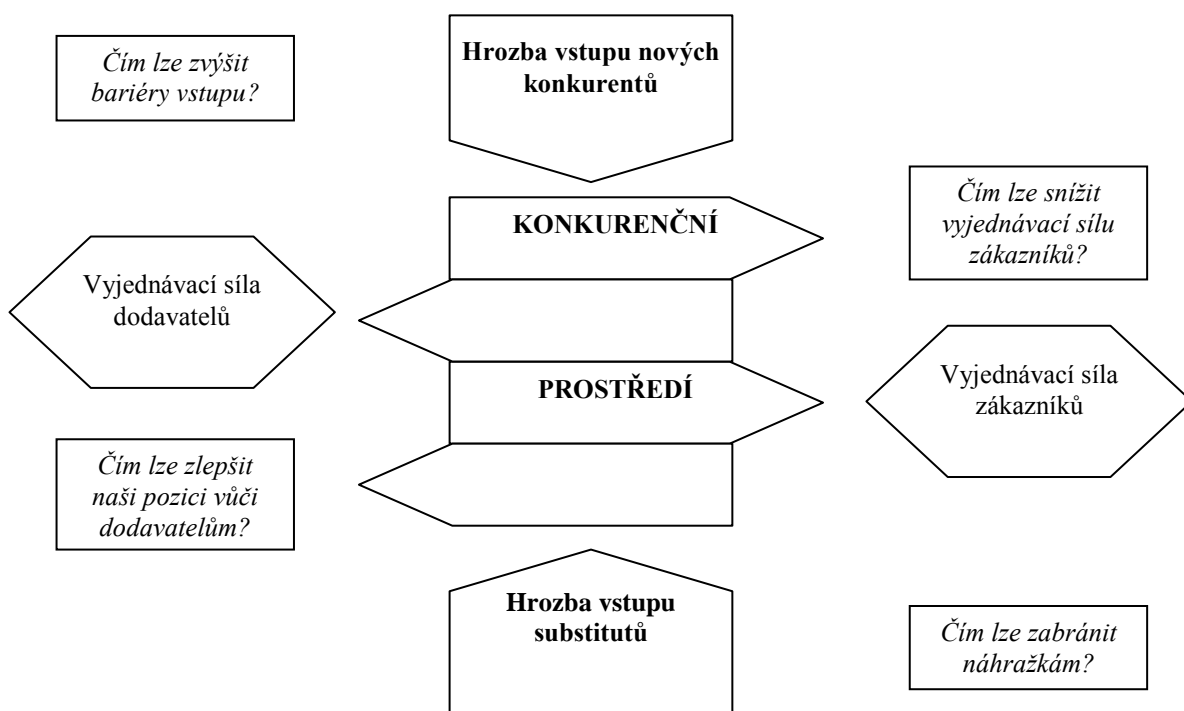 Čím lze zvýšit
bariéry vstupu?
Hrozba vstupu nových
konkurentů
Čím lze snížit
vyjednávací sílu
zákazníků?
KONKURENČNÍ
Vyjednávací síla
dodavatelů
PROSTŘEDÍ
Vyjednávací síla
zákazníků
Čím lze zlepšit
naši pozici vůči
dodavatelům?
Hrozba vstupu
substitutů
Čím lze zabránit
náhražkám?